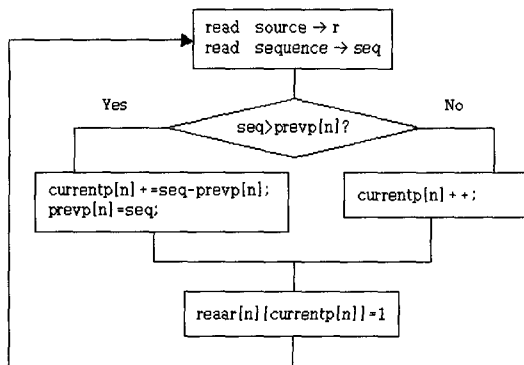 read source → r
read sequence → seq
Yes
No
seq>prevp[n]?
currentp[n] +=seq-prevp[n];
prevp[n]=seq;
currentp[n] ++;
reaar[n] [currentp[n]] =1